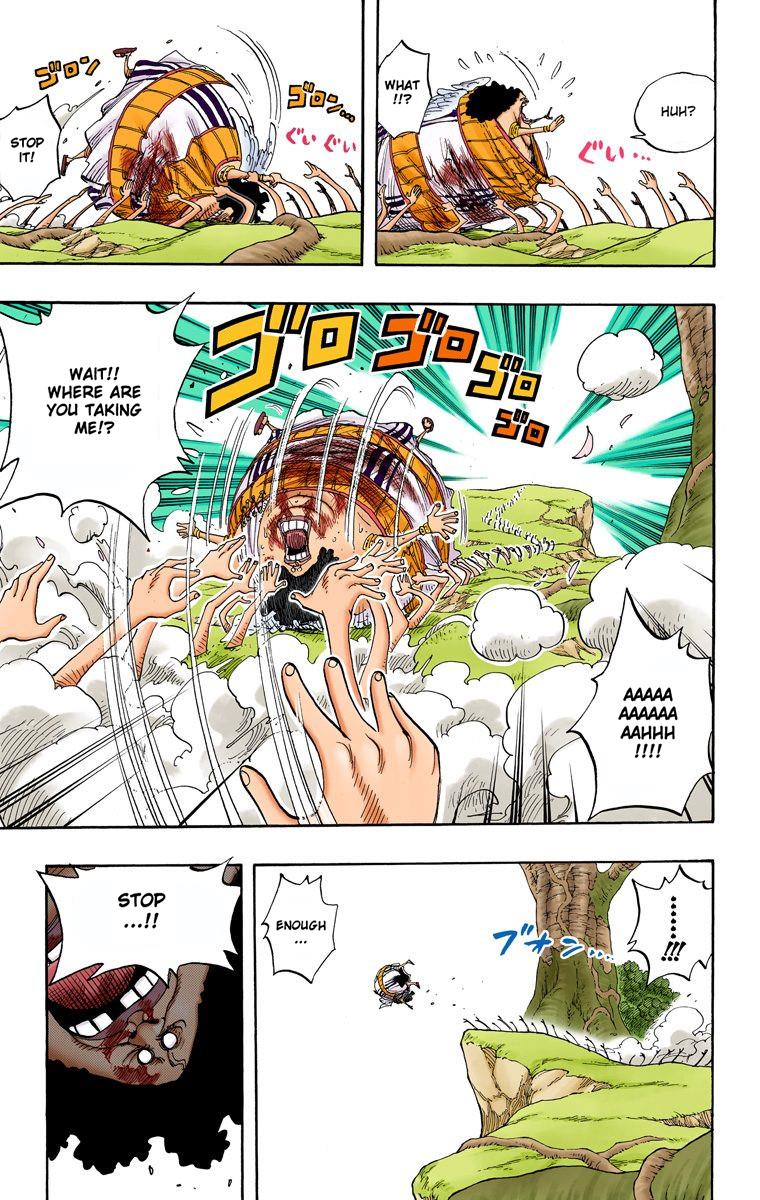 HUH?
WHAT
!!?
ぐい...
ゴロン
ゴロン...
ぐい ぐい
STOP
IT!
WAIT!!
WHERE ARE
YOU TAKING
ME!?
ゴロ
ゴロ
ゴロ
ゴロ
AAAAA
AAAAAA
AAHHH
!!!!
......
!!!
ブオン....
ENOUGH
...
STOP
...!!